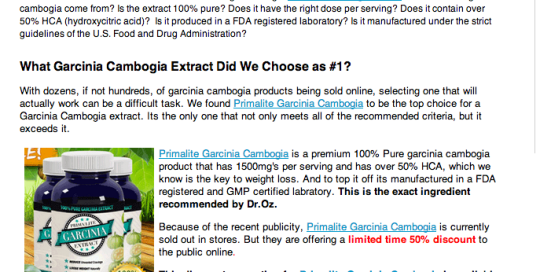 cambogia come from? Is the extract 100% pure? Does it have the right dose per serving? Does it contain over
50% HCA (hydroxycitric acid)?  Is it produced in a FDA registered laboratory? Is it manufactured under the strict
guidelines of the U.S. Food and Drug Administration?
What Garcinia Cambogia Extract Did We Choose as #1?
With dozens, if not hundreds, of garcinia cambogia products being sold online, selecting one that will
actually work can be a difficult task. We found Primalite Garcinia Cambogia to be the top choice for a
Garcinia Cambogia extract. Its the only one that not only meets all of the recommended criteria, but it
exceeds it.
Primalite Garcinia Cambogia is a premium 100% Pure garcinia cambogia
product that has 1500mg's per serving and has over 50% HCA, which we
know is the key to weight loss. And to top it off its manufactured in a FDA
registered and GMP certified labratory. This is the exact ingredient
recommended by Dr.Oz.
Because of the recent publicity, Primalite Garcinia Cambogia is currently
sold out in stores. But they are offering a limited time 50% discount to
the public online.
PRIMALITE
GARCINIA
EXTRACT